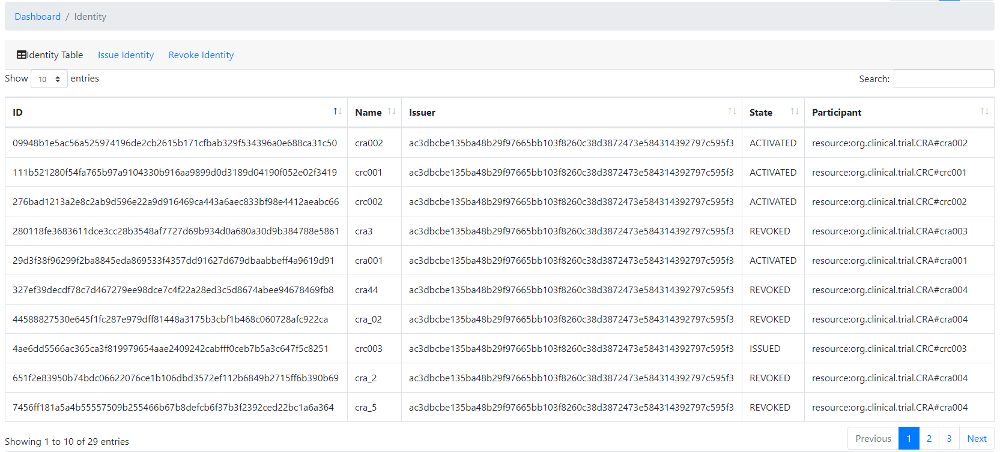 Dashboard / Identity
Identity Table Issue Identity Revoke Identity
Show 10 entries Search:
ID Name Issuer State Participant
09948b1e5ac56a525974196de2cb2615b171cfbab329f534396a0e688ca31c50 cra002 ac3dbcbe135ba48b29f97665bb103f8260c38d3872473e584314392797c595f3 ACTIVATED resource:org.clinical.trial.CRA#cra002
111b521280f54fa765b97a9104330b916aa9899d0d3189d04190f052e02f3419 crc001 ac3dbcbe135ba48b29f97665bb103f8260c38d3872473e584314392797c595f3 ACTIVATED resource:org.clinical.trial.CRC#crc001
276bad1213a2e8c2ab9d596e22a9d916469ca443a6aec833bf98e4412aeabc66 crc002 ac3dbcbe135ba48b29f97665bb103f8260c38d3872473e584314392797c595f3 ACTIVATED resource:org.clinical.trial.CRC#crc002
280118fe3683611dce3cc28b3548af7727d69b934d0a680a30d9b384788e5861 cra3 ac3dbcbe135ba48b29f97665bb103f8260c38d3872473e584314392797c595f3 REVOKED resource:org.clinical.trial.CRA#cra003
29d3f38f96299f2ba8845eda869533f4357dd91627d679dbaabbeff4a9619d91 cra001 ac3dbcbe135ba48b29f97665bb103f8260c38d3872473e584314392797c595f3 ACTIVATED resource:org.clinical.trial.CRA#cra001
327ef39decdf78c7d467279ee98dce7c4f22a28ed3c5d8674abee94678469fb8 cra44 ac3dbcbe135ba48b29f97665bb103f8260c38d3872473e584314392797c595f3 REVOKED resource:org.clinical.trial.CRA#cra004
44588827530e645f1fc287e979dff81448a3175b3cbf1b468c060728afc922ca cra_02 ac3dbcbe135ba48b29f97665bb103f8260c38d3872473e584314392797c595f3 REVOKED resource:org.clinical.trial.CRA#cra004
4ae6dd5566ac365ca3f819979654aae2409242cabfff0ceb7b5a3c647f5c8251 crc003 ac3dbcbe135ba48b29f97665bb103f8260c38d3872473e584314392797c595f3 ISSUED resource:org.clinical.trial.CRC#crc003
651f2e83950b74bdc06622076ce1b106dbd3572ef112b6849b2715ff6b390b69 cra_2 ac3dbcbe135ba48b29f97665bb103f8260c38d3872473e584314392797c595f3 REVOKED resource:org.clinical.trial.CRA#cra004
7456ff181a5a4b55557509b255466b67b8defcb6f37b3f2392ced22bc1a6a364 cra_5 ac3dbcbe135ba48b29f97665bb103f8260c38d3872473e584314392797c595f3 REVOKED resource:org.clinical.trial.CRA#cra004
Showing 1 to 10 of 29 entries Previous 1 2 3 Next